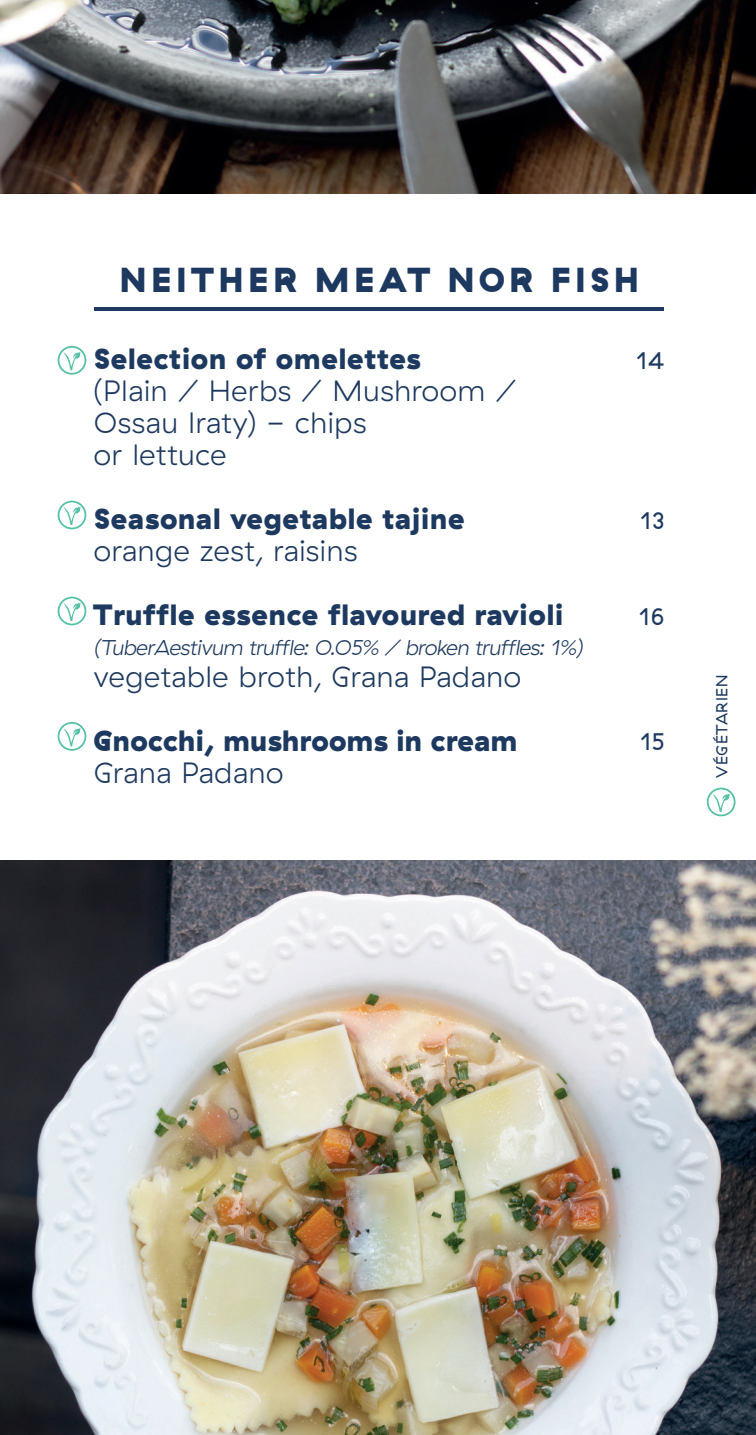 NEITHER MEAT NOR FISH
Selection of omelettes 14
(Plain / Herbs / Mushroom /
Ossau Iraty) – chips
or lettuce
Seasonal vegetable tajine 13
orange zest, raisins
Truffle essence flavoured ravioli 16
(TuberAestivum truffle: 0.05% / broken truffles: 1%)
vegetable broth, Grana Padano
Gnocchi, mushrooms in cream 15
Grana Padano
VÉGÉTARIEN